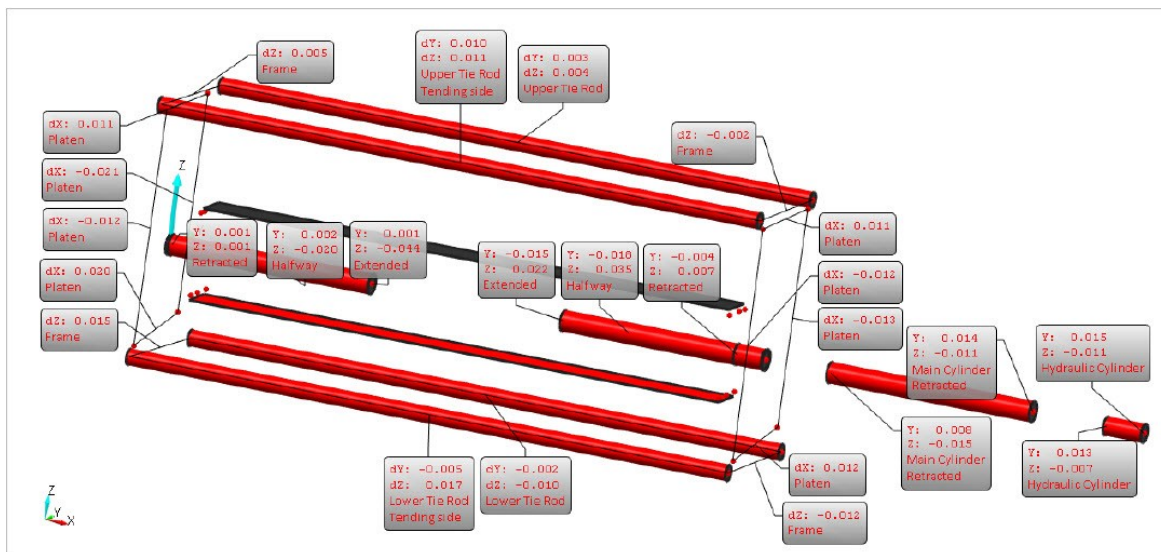 dZ: 0.005
Frame
dY: 0.010
dZ: 0.011
Upper Tie Rod
Tending side
dY: 0.003
dZ: 0.004
Upper Tie Rod
dX: 0.011
Platen
dZ: -0.002
Frame
dX: -0.021
Platen
Z
dX: -0.012
Platen
dX: 0.011
Platen
Y: 0.001
Z: 0.001
Retracted
Y: 0.002
Z: -0.020
Halfway
Y: 0.001
Z: -0.044
Extended
Y: -0.015
Z: 0.022
Extended
Y: -0.018
Z: 0.035
Halfway
Y: -0.004
Z: 0.007
Retracted
dX: -0.012
Platen
dX: 0.020
Platen
dX: -0.013
Platen
dZ: 0.015
Frame
Y: 0.014
Z: -0.011
Main Cylinder
Retracted
Y: 0.015
Z: -0.011
Hydraulic Cylinder
dY: -0.005
dZ: 0.017
Lower Tie Rod
Tending side
dY: -0.002
dZ: -0.010
Lower Tie Rod
dX: 0.012
Platen
Y: 0.008
Z: -0.015
Main Cylinder
Retracted
Y: 0.013
Z: -0.007
Hydraulic Cylinder
dZ: -0.012
Frame
Z
Y
X